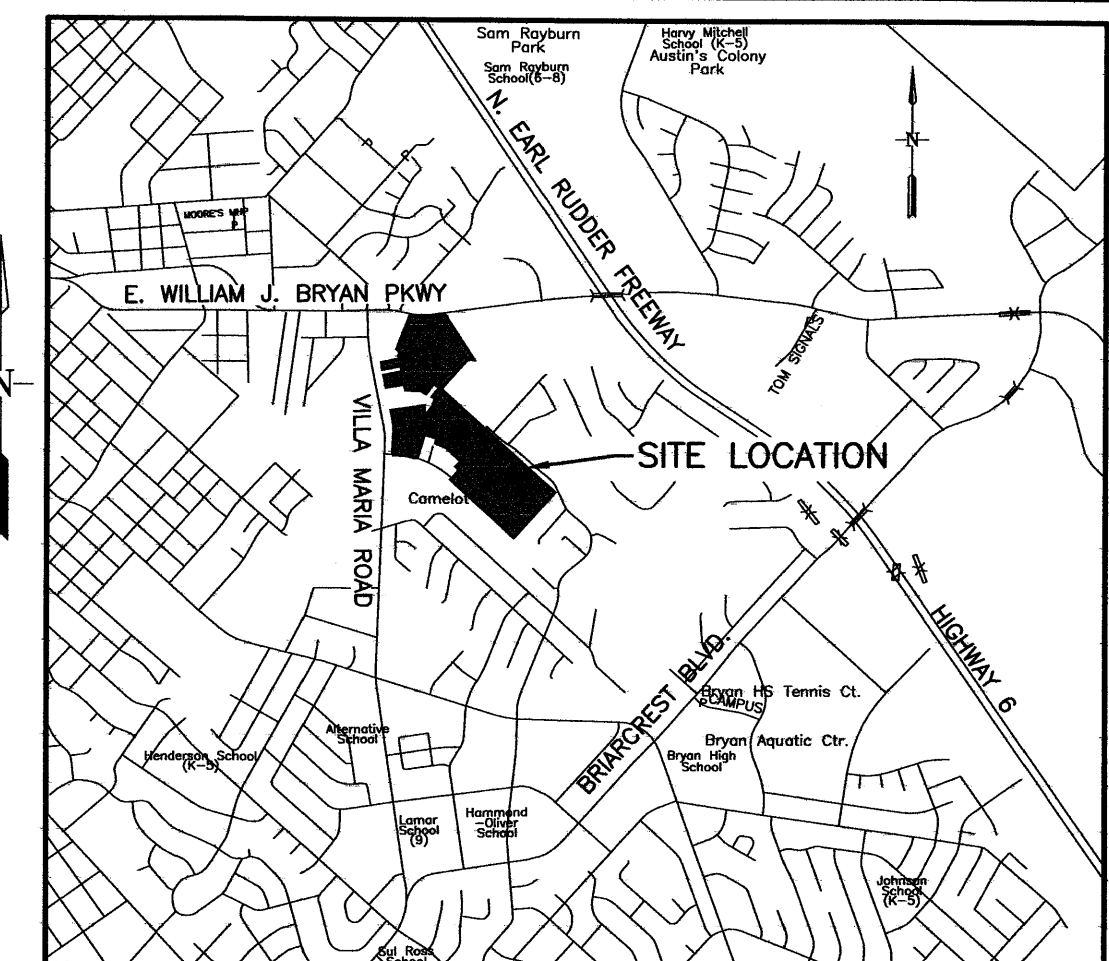 Sam Rayburn
Park
Sam Rayburn
School(6-8)
Harvy Mitchell
School (K-5)
Austin's Colony
Park
N. EARL RUDDER FREEWAY
N
MOORE'S MHP
P
E. WILLIAM J. BRYAN PKWY
TOM SIGNALS
N
VILLA MARIA ROAD
SITE LOCATION
Camelot
HIGHWAY 6
BRIARCREST BLVD.
Bryan HS Tennis Ct.
P CAMPUS
Bryan Aquatic Ctr.
Bryan High
School
Alternative
School
Henderson School
(K-5)
Lamar
School
(9)
Hammond
-Oliver
School
Johnson
School
(K-5)
Sul Ross
School